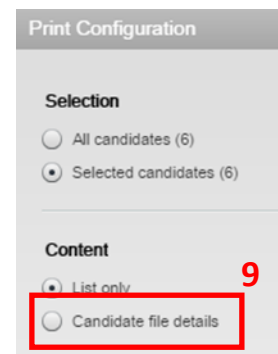 Print Configuration
Selection
All candidates (6)
Selected candidates (6)
Content
9
List only
Candidate file details